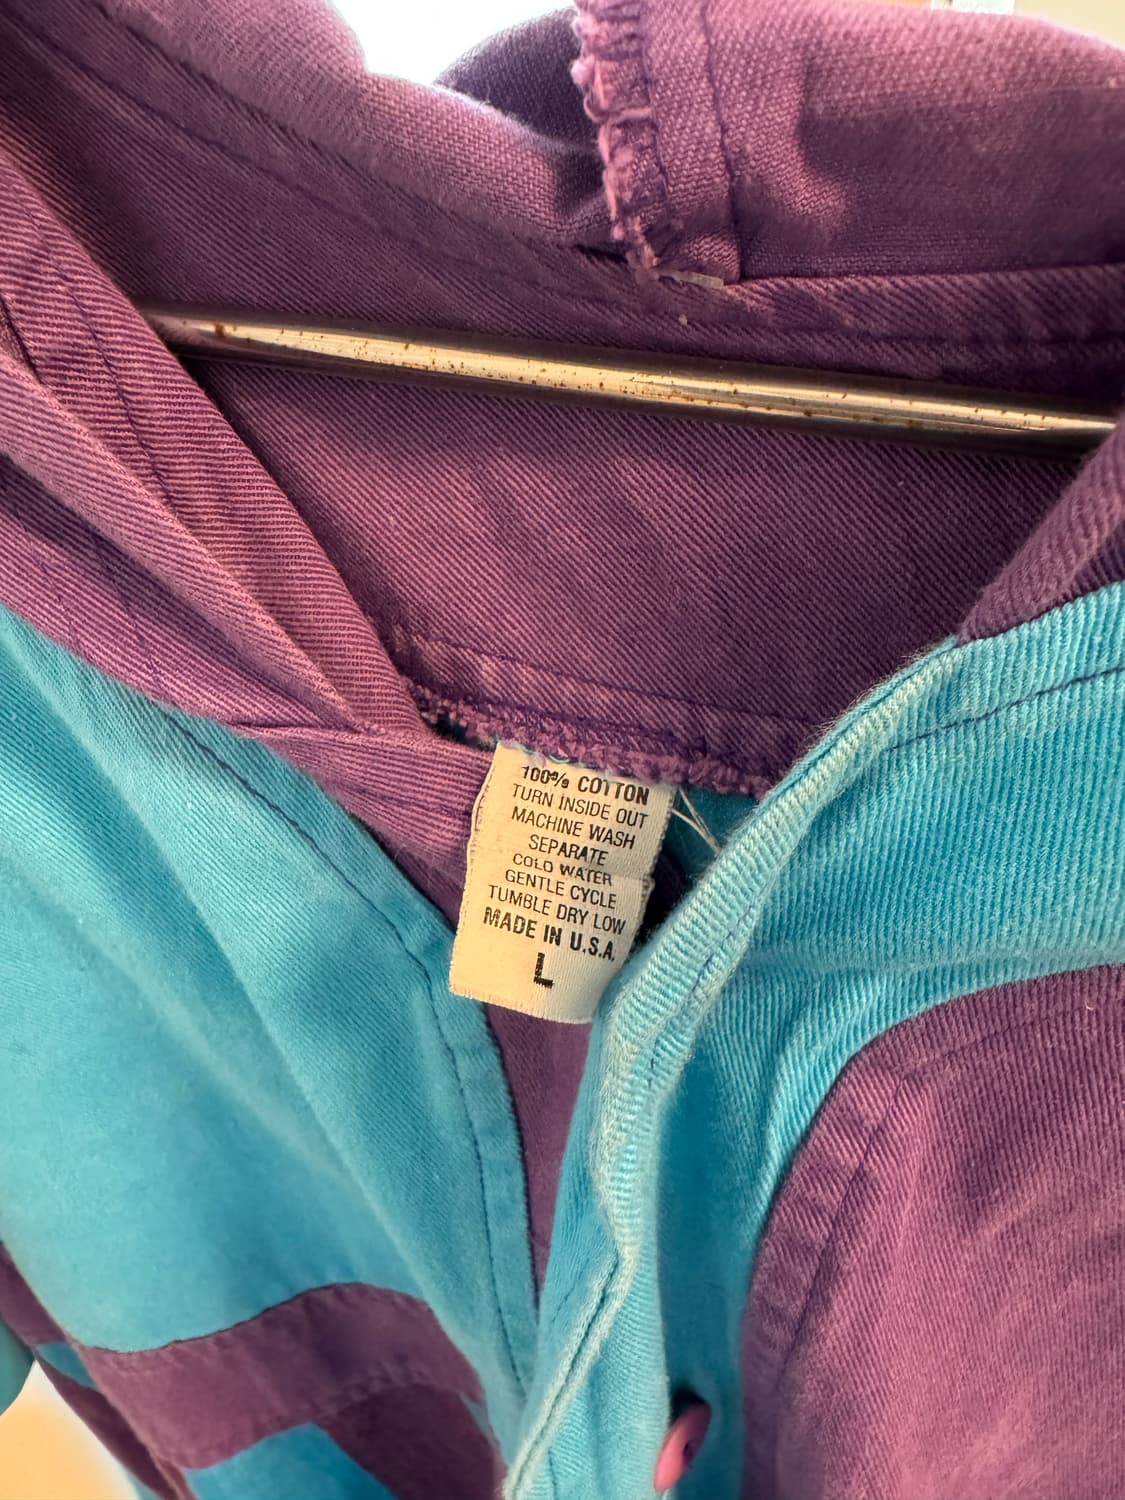 100% COTTON
TURN INSIDE OUT
MACHINE WASH
SEPARATE
COLD WATER
GENTLE CYCLE
TUMBLE DRY LOW
MADE IN U.S.A.
L